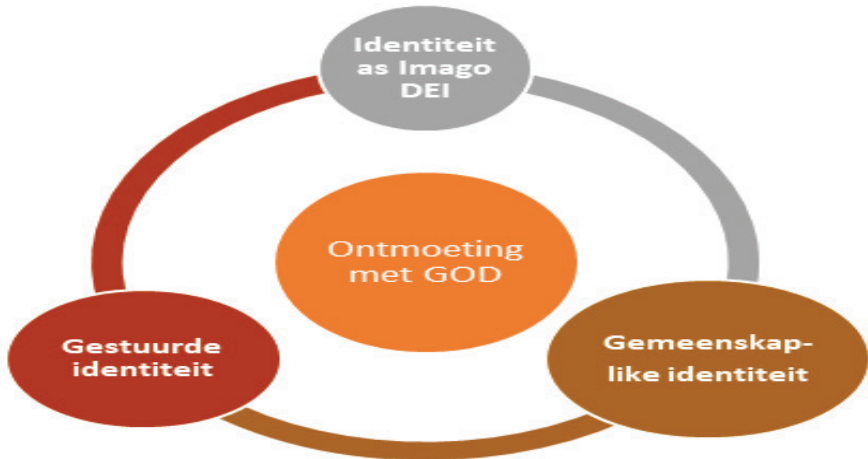 Identiteit
as Imago
DEI
Ontmoeting
met GOD
Gestuurde
identiteit
Gemeenskap-
like identiteit